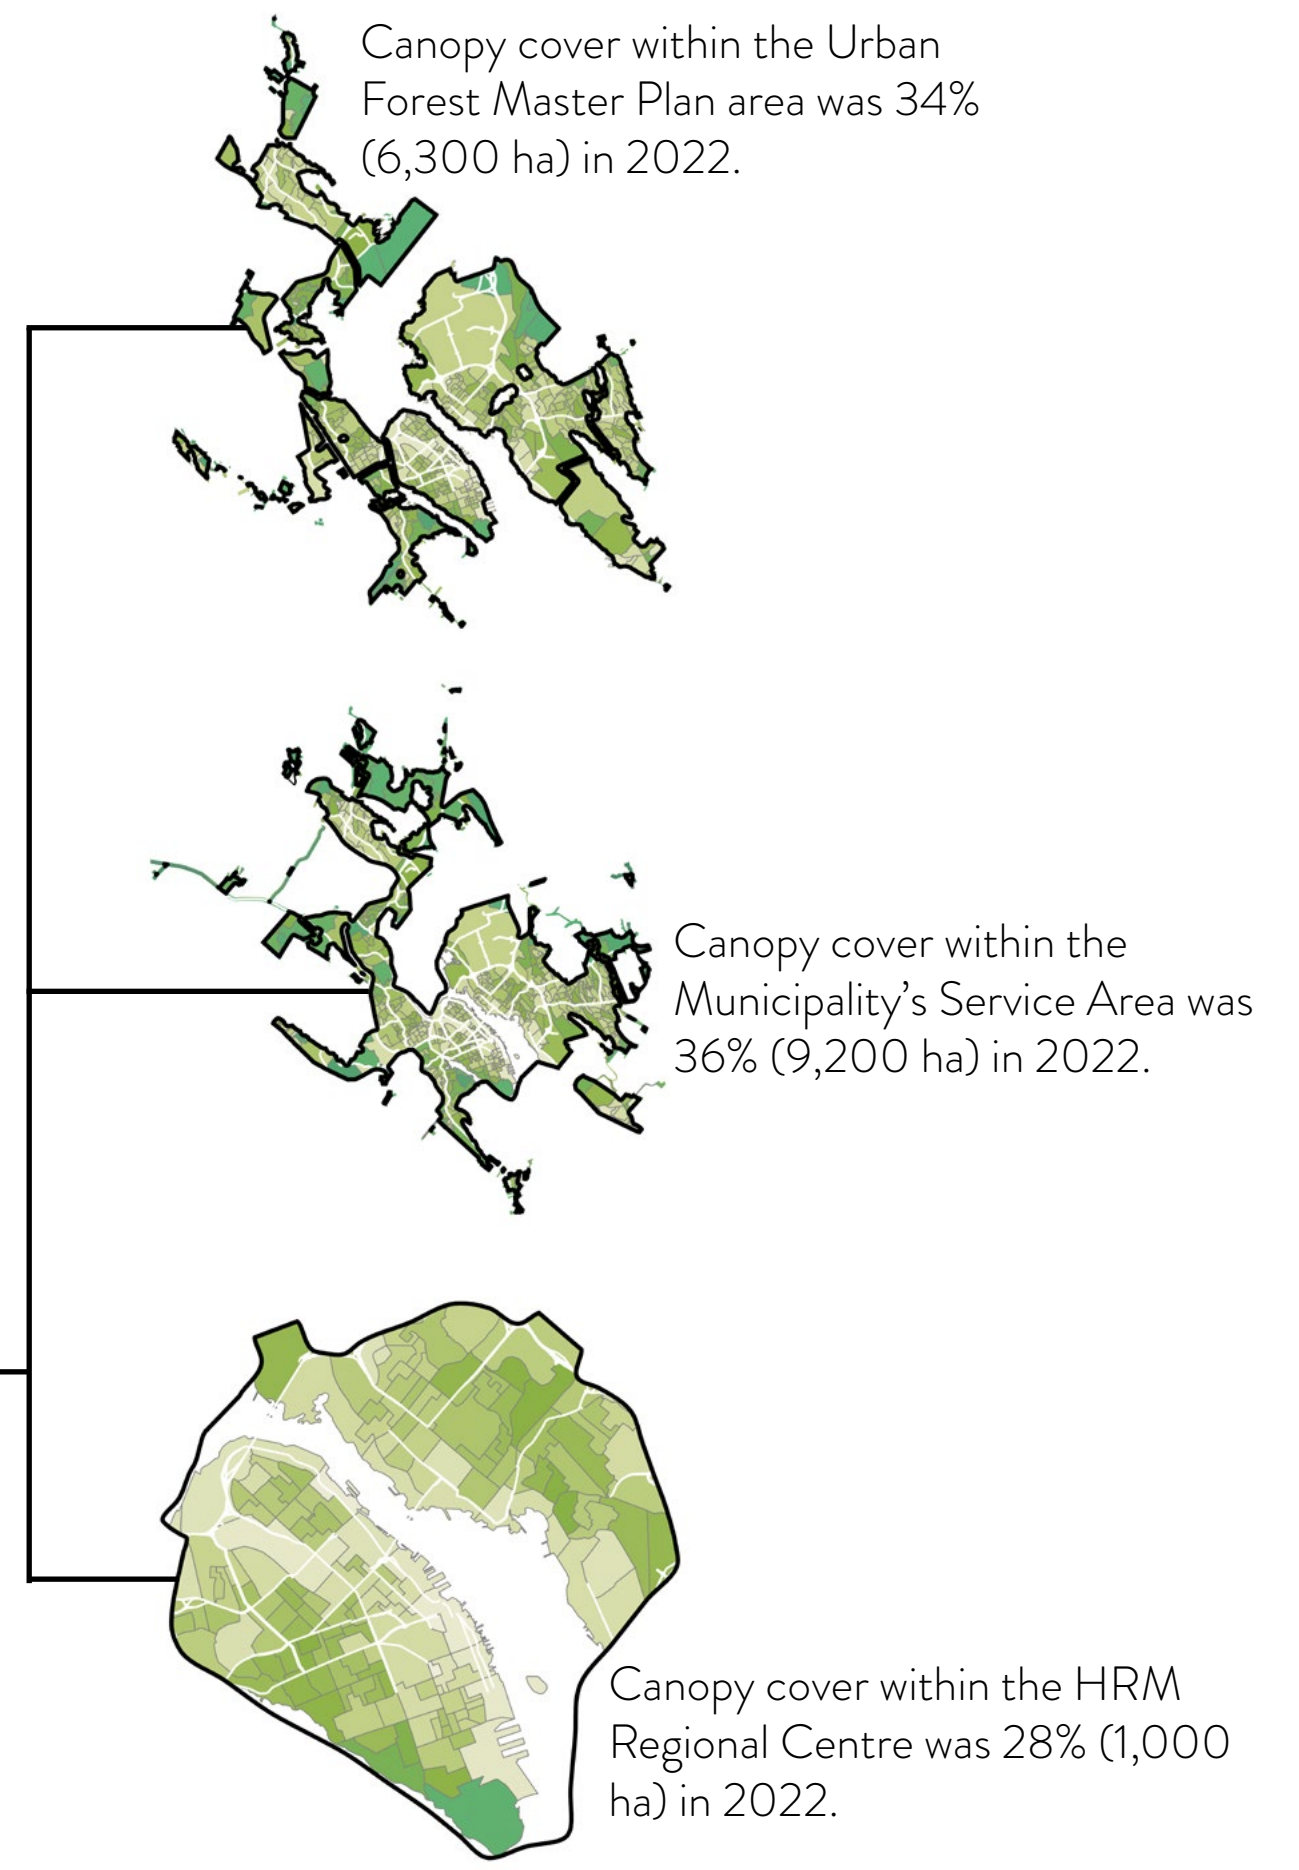 Canopy cover within the Urban
Forest Master Plan area was 34%
(6,300 ha) in 2022.
Canopy cover within the
Municipality’s Service Area was
36% (9,200 ha) in 2022.
Canopy cover within the HRM
Regional Centre was 28% (1,000
ha) in 2022.